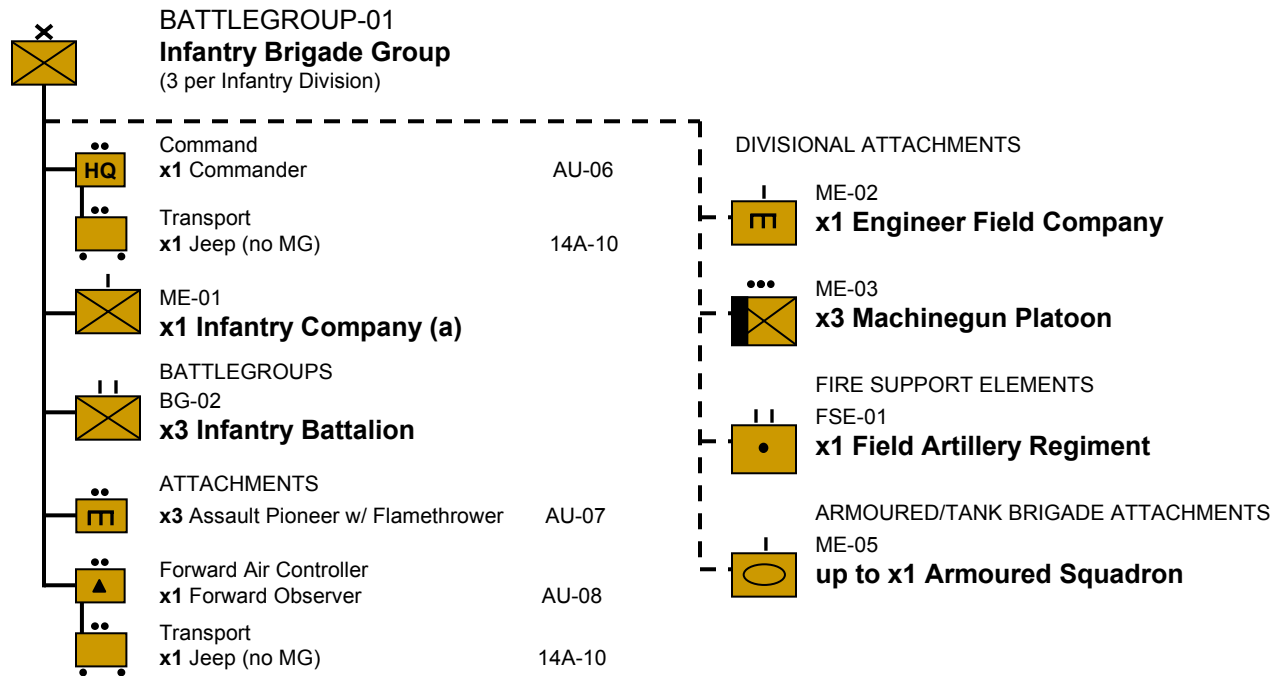 BATTLEGROUP-01
Infantry Brigade Group
(3 per Infantry Division)
Command
HQ
x1 Commander AU-06
Transport
x1 Jeep (no MG) 14A-10
ME-01
x1 Infantry Company (a)
BATTLEGROUPS
BG-02
x3 Infantry Battalion
ATTACHMENTS
x3 Assault Pioneer w/ Flamethrower AU-07
Forward Air Controller
x1 Forward Observer AU-08
Transport
x1 Jeep (no MG) 14A-10
DIVISIONAL ATTACHMENTS
ME-02
x1 Engineer Field Company
ME-03
x3 Machinegun Platoon
FIRE SUPPORT ELEMENTS
FSE-01
x1 Field Artillery Regiment
ARMOURED/TANK BRIGADE ATTACHMENTS
ME-05
up to x1 Armoured Squadron